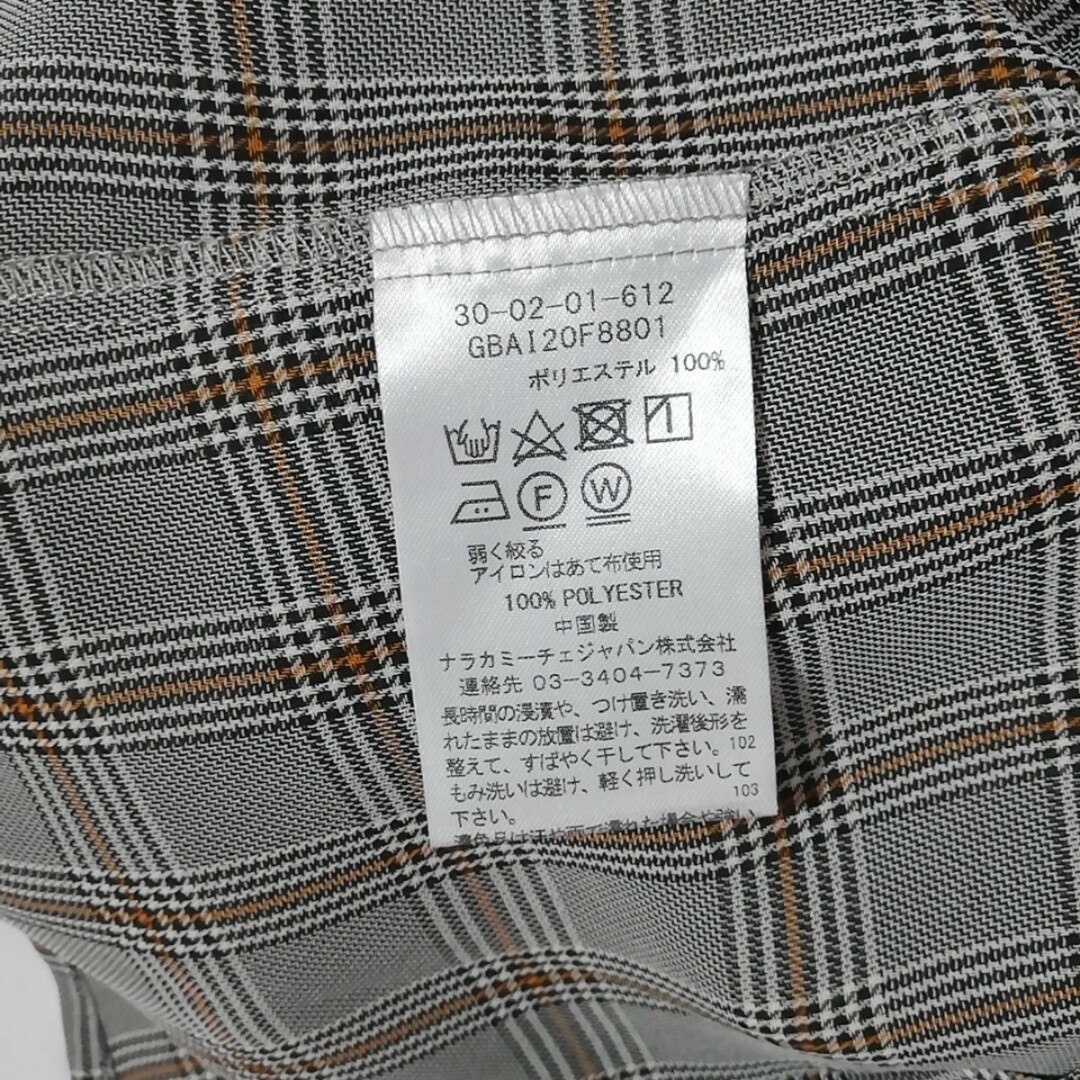 30-02-01-612
GBAI20F8801
ポリエステル 100%
F W
弱く絞る
アイロンはあて布使用
100% POLYESTER
中国製
ナラカミーチェジャパン株式会社
連絡先 03-3404-7373
長時間の浸漬や、つけ置き洗い、濡
れたままの放置は避け、洗濯後形を
整えて、すばやく干して下さい。102
もみ洗いは避け、軽く押し洗いして
下さい。 103